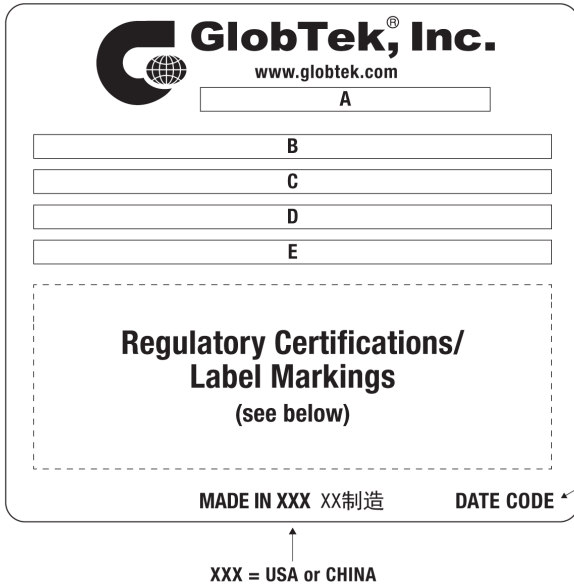 GlobTek,® Inc.
www.globtek.com
A
B
C
D
E
Regulatory Certifications/
Label Markings
(see below)
MADE IN XXX XX制造 DATE CODE
XXX = USA or CHINA